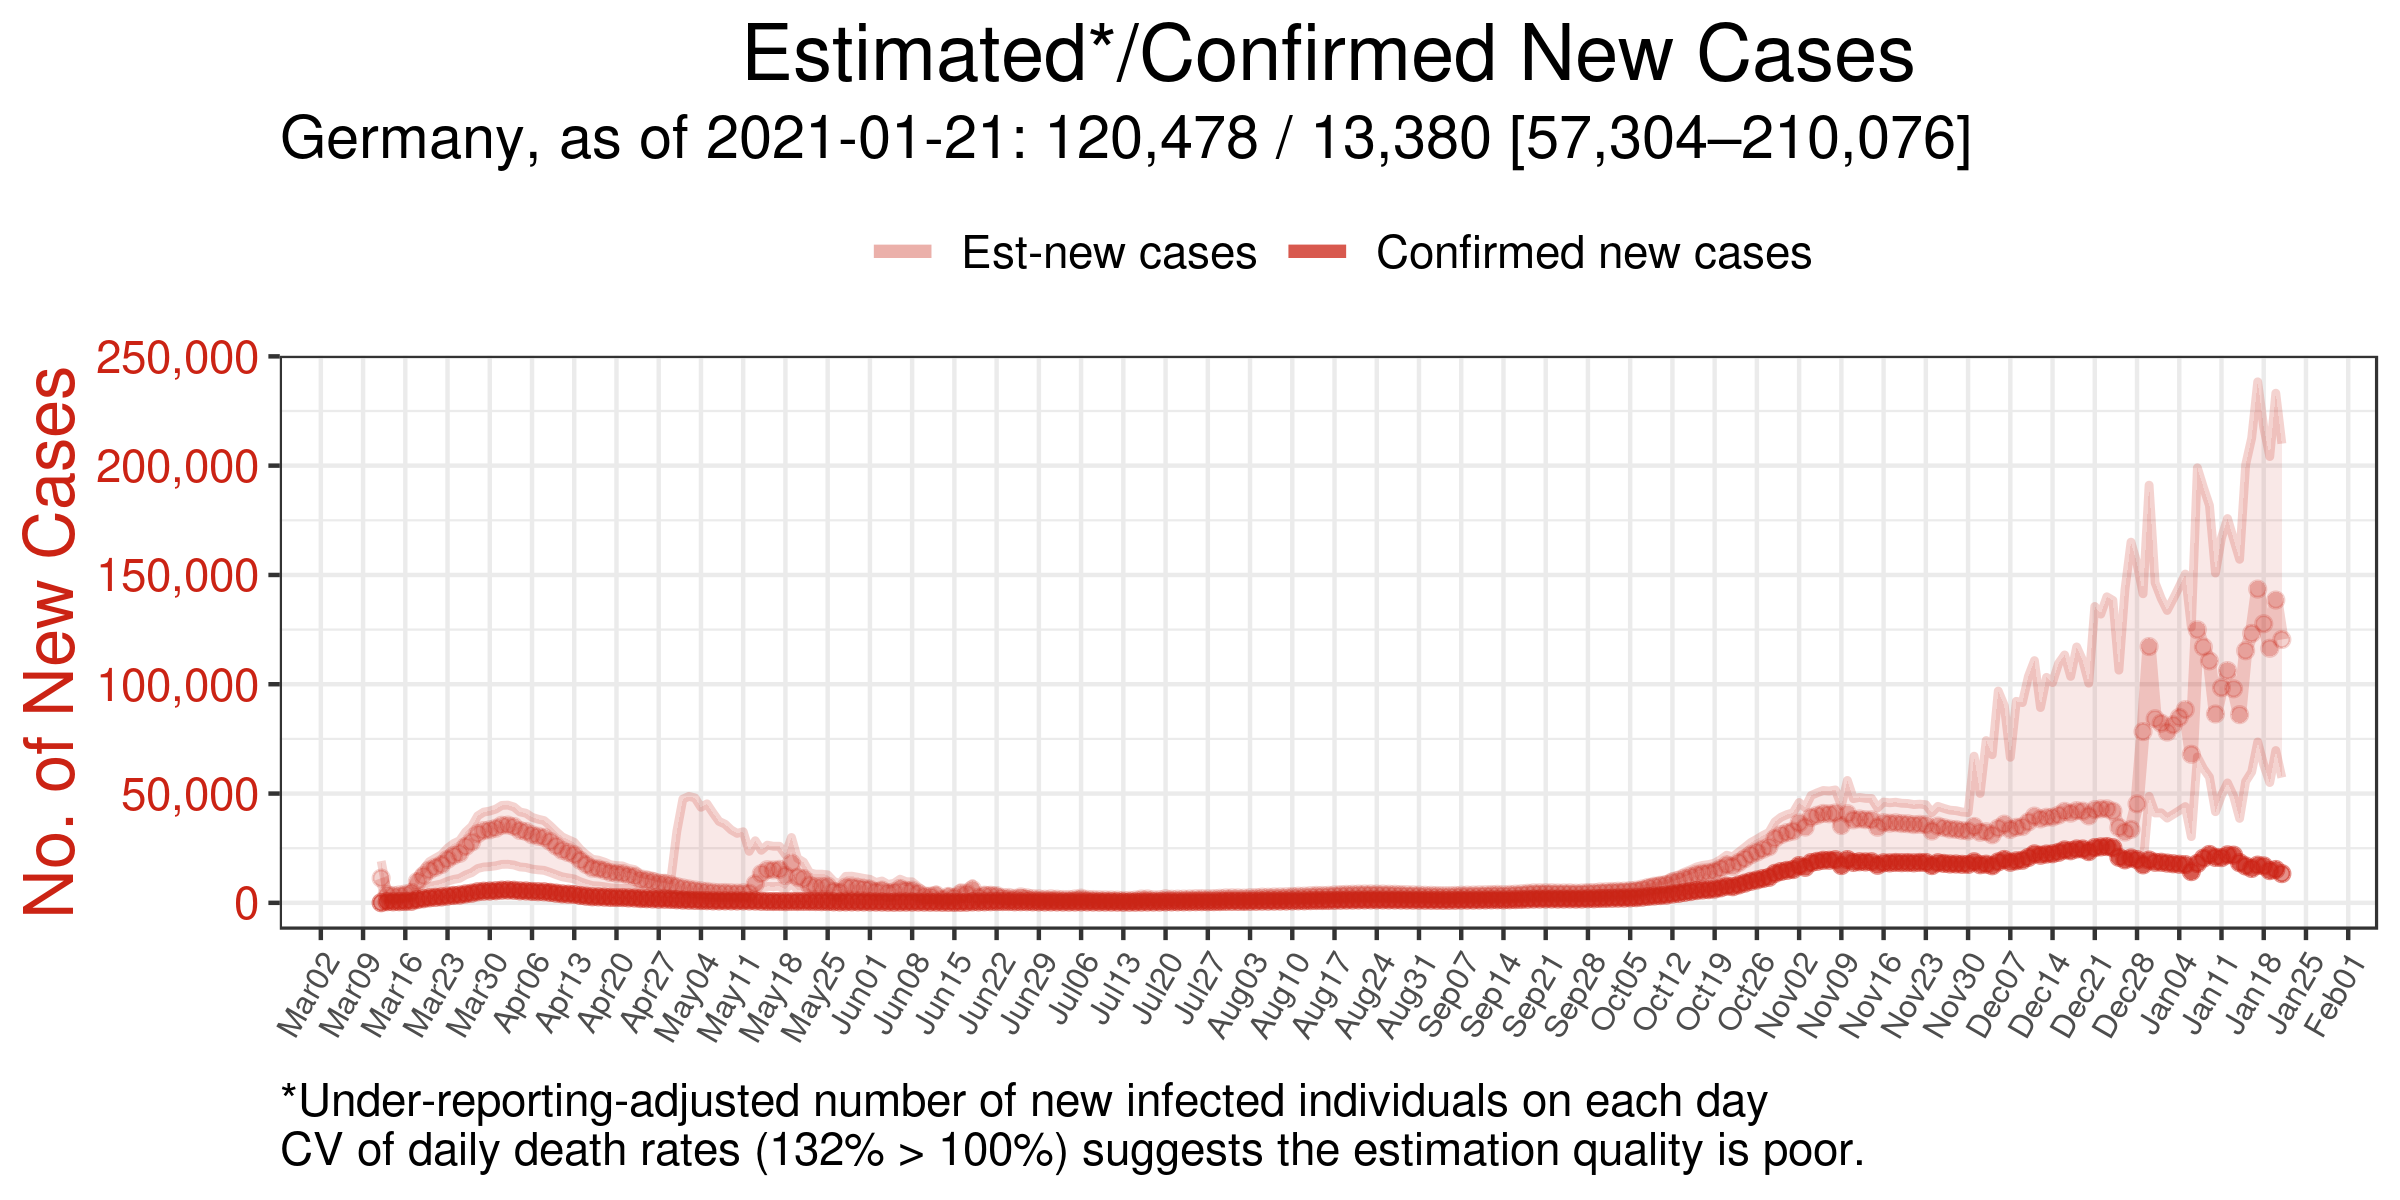 Estimated*/Confirmed New Cases
Germany, as of 2021-01-21: 120,478 / 13,380 [57,304–210,076]
Est-new cases
Confirmed new cases
No. of New Cases
250,000
200,000
150,000
100,000
50,000
0
Mar02
Mar09
Mar16
Mar23
Mar30
Apr06
Apr13
Apr20
Apr27
May04
May11
May18
May25
Jun01
Jun08
Jun15
Jun22
Jun29
Jul06
Jul13
Jul20
Jul27
Aug03
Aug10
Aug17
Aug24
Aug31
Sep07
Sep14
Sep21
Sep28
Oct05
Oct12
Oct19
Oct26
Nov02
Nov09
Nov16
Nov23
Nov30
Dec07
Dec14
Dec21
Dec28
Jan04
Jan11
Jan18
Jan25
Feb01
*Under-reporting-adjusted number of new infected individuals on each day
CV of daily death rates (132% > 100%) suggests the estimation quality is poor.